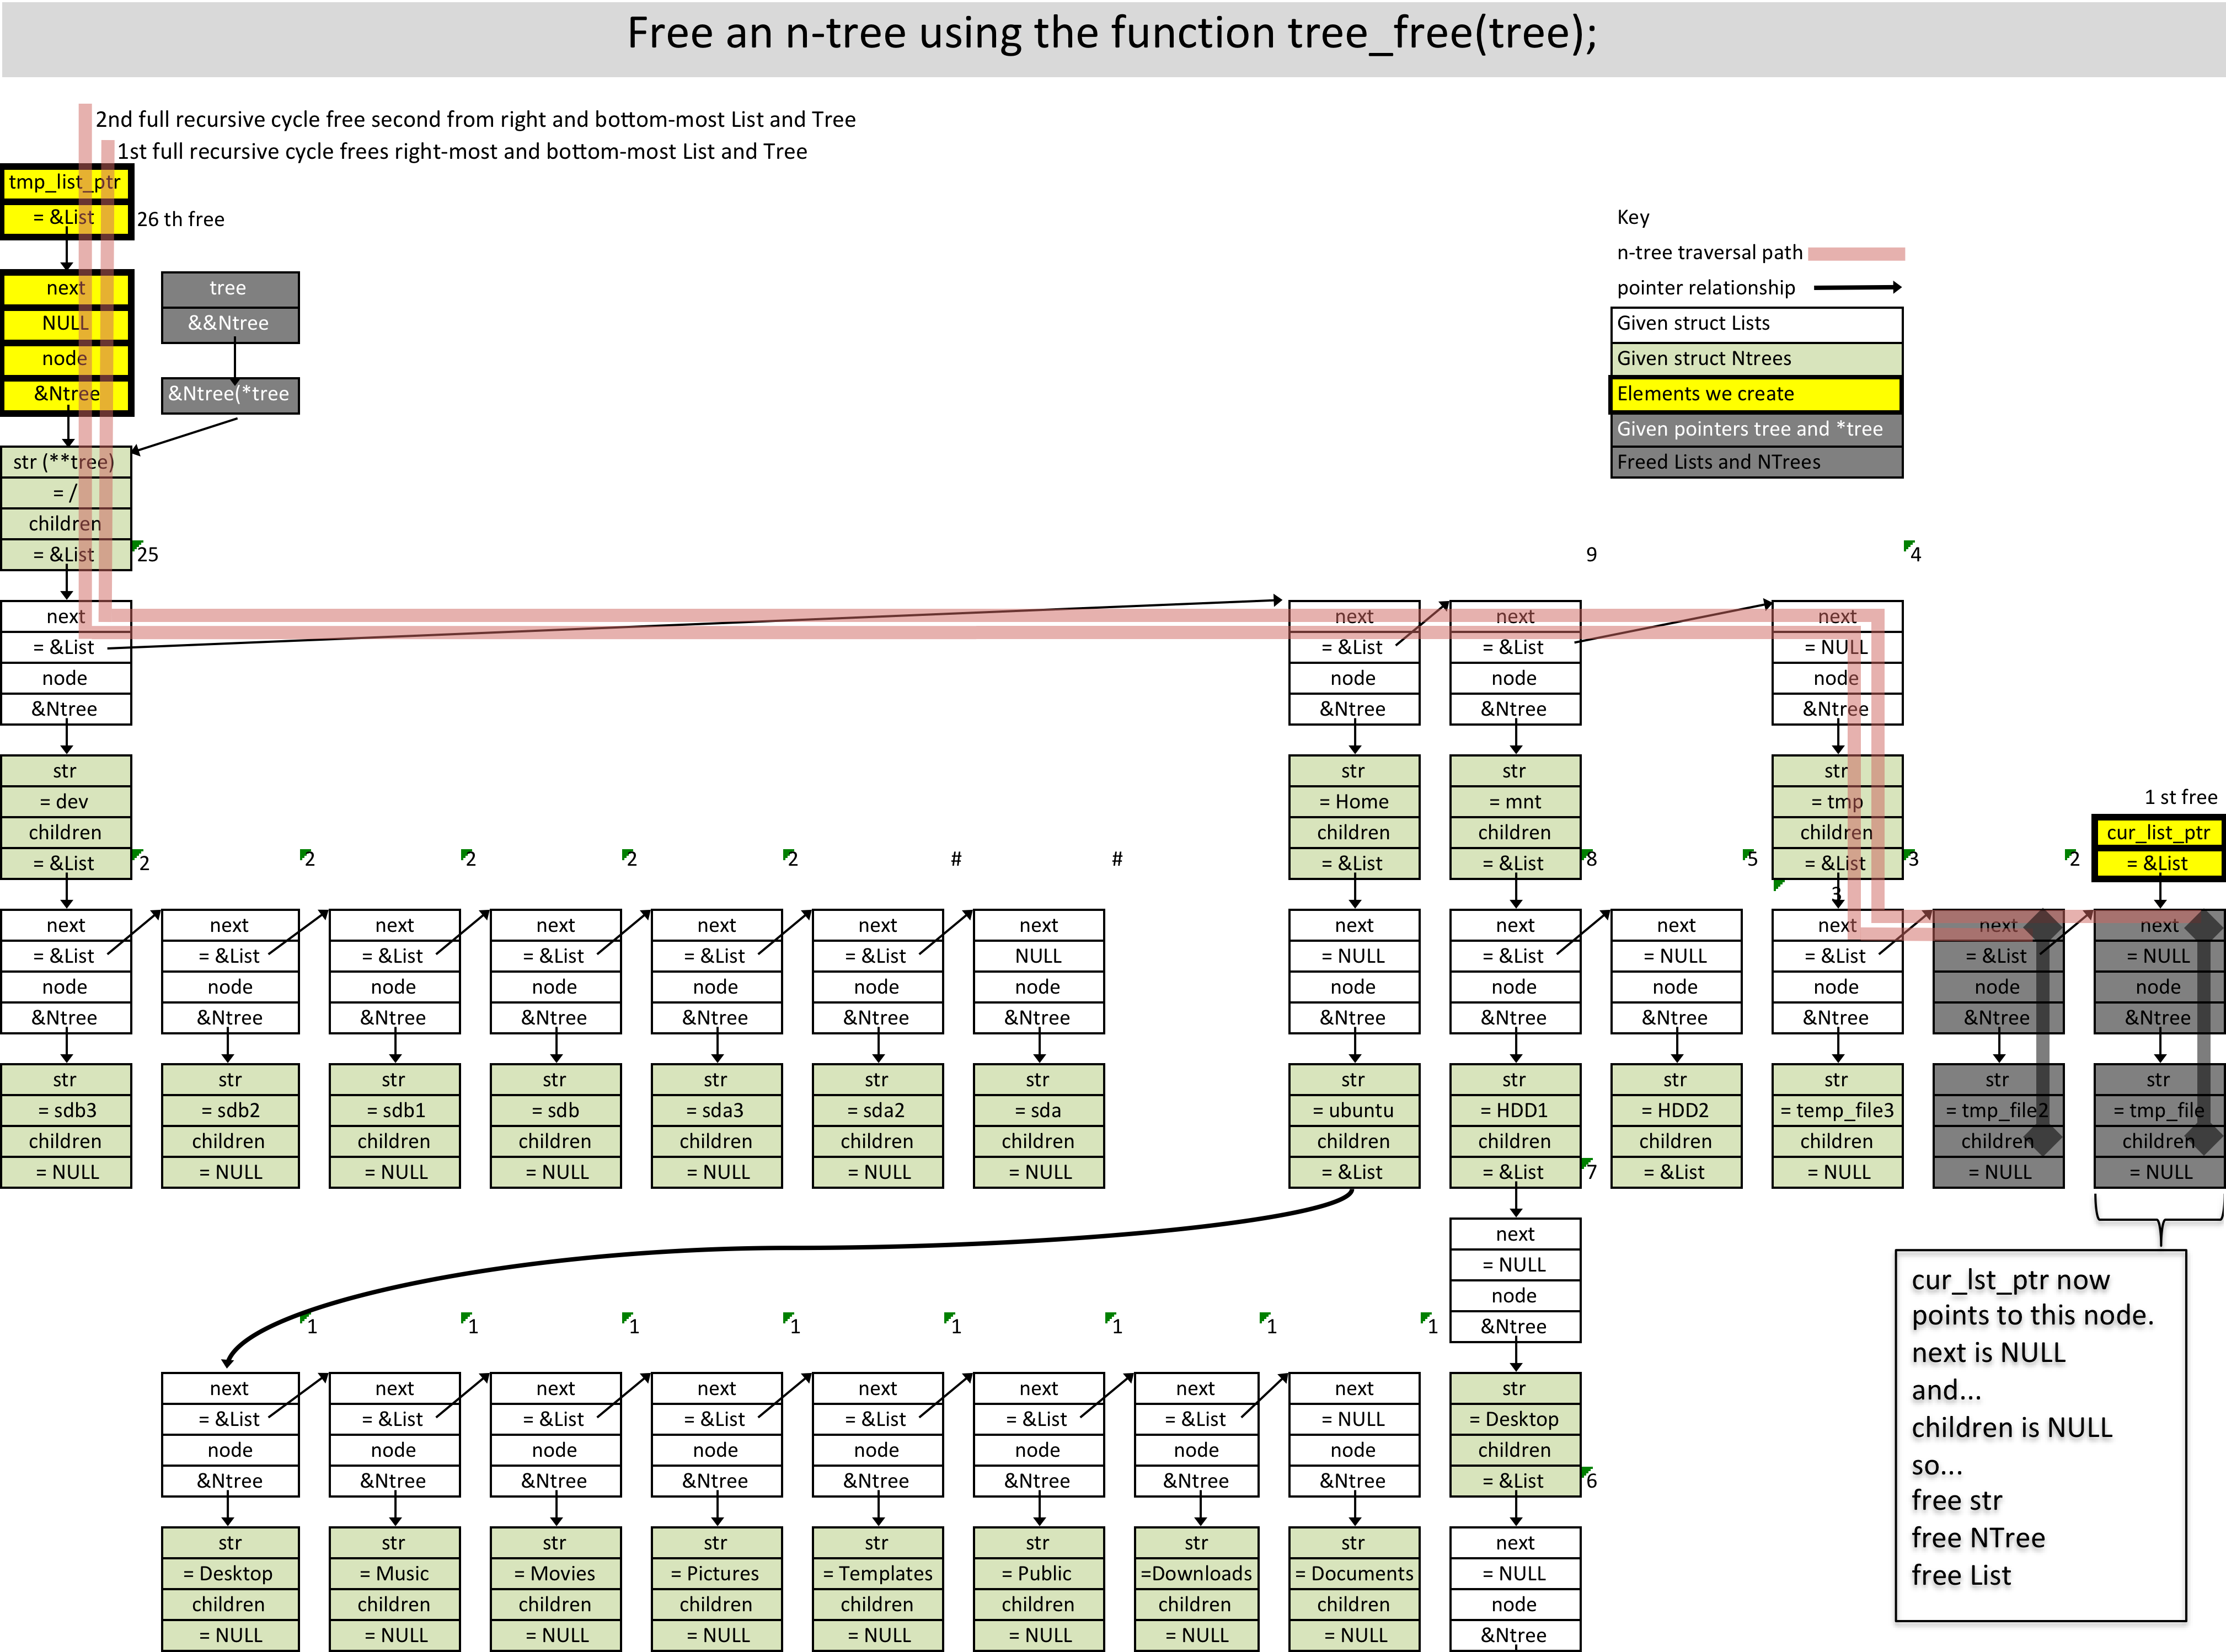 Free an n-tree using the function tree_free(tree);
2nd full recursive cycle free second from right and bottom-most List and Tree
1st full recursive cycle frees right-most and bottom-most List and Tree
tmp_list_ptr
= &List
26 th free
next
NULL
node
&Ntree
tree
&&Ntree
&Ntree(*tree
Key
n-tree traversal path
pointer relationship
Given struct Lists
Given struct Ntrees
Elements we create
Given pointers tree and *tree
Freed Lists and NTrees
str (**tree)
= /
children
= &List
25
9
4
next next next next
= &List = &List = &List = NULL
node node node node
&Ntree &Ntree &Ntree &Ntree
str str str str
= dev = Home = mnt = tmp
children children children children
= &List = &List = &List = &List
1 st free
cur_list_ptr
= &List
2 2 2 2 2 # # 8 5 3 2
3
next next next next next next next next next next next next next
= &List = &List = &List = &List = &List = &List NULL = NULL = &List = NULL = &List = &List = NULL
node node node node node node node node node node node node node
&Ntree &Ntree &Ntree &Ntree &Ntree &Ntree &Ntree &Ntree &Ntree &Ntree &Ntree &Ntree &Ntree
str str str str str str str str str str str str str
= sdb3 = sdb2 = sdb1 = sdb = sda3 = sda2 = sda = ubuntu = HDD1 = HDD2 = temp_file3 = tmp_file2 = tmp_file
children children children children children children children children children children children children children
= NULL = NULL = NULL = NULL = NULL = NULL = NULL = &List = &List = &List = NULL = NULL = NULL
7
next
= NULL
node
&Ntree
1 1 1 1 1 1 1 1
next next next next next next next next str
= &List = &List = &List = &List = &List = &List = &List = NULL = Desktop
node node node node node node node node children
&Ntree &Ntree &Ntree &Ntree &Ntree &Ntree &Ntree &Ntree = &List
6
str str str str str str str str next
= Desktop = Music = Movies = Pictures = Templates = Public =Downloads = Documents = NULL
children children children children children children children children node
= NULL = NULL = NULL = NULL = NULL = NULL = NULL = NULL &Ntree
cur_lst_ptr now
points to this node.
next is NULL
and...
children is NULL
so...
free str
free NTree
free List